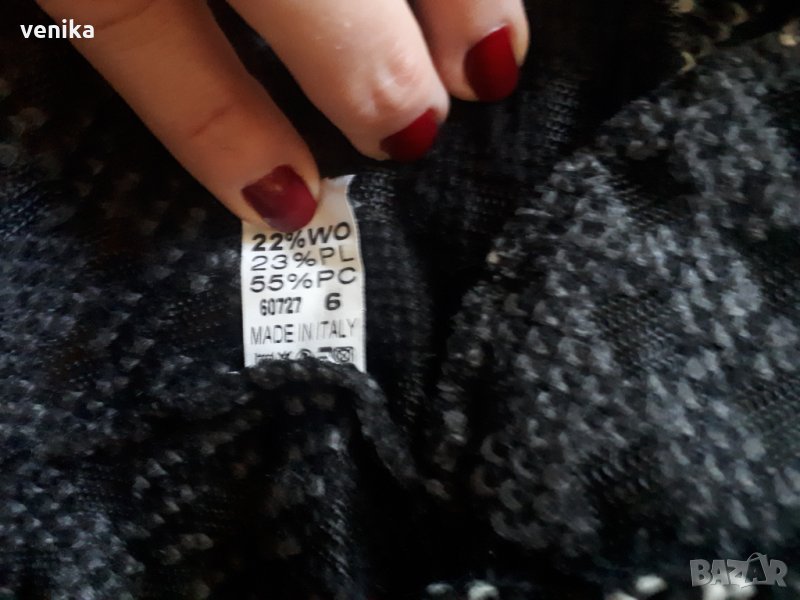 venika
22%WO
23%PL
55%PC
60727 6
MADE IN ITALY
BAZAR